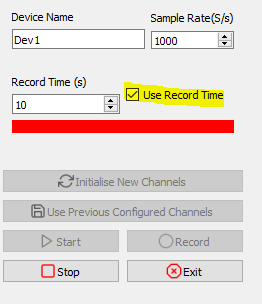 Device Name
Sample Rate(S/s)
Dev1
1000
Record Time (s)
10
Use Record Time
Initialise New Channels
Use Previous Configured Channels
Start
Record
Stop
Exit